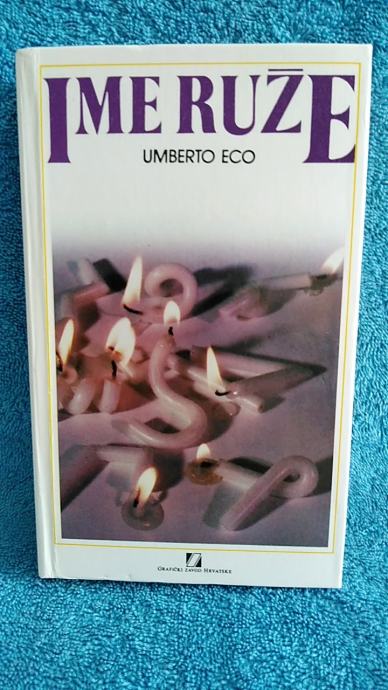 IME RUŽE
UMBERTO ECO
GRAFIČKI ZAVOD HRVATSKE